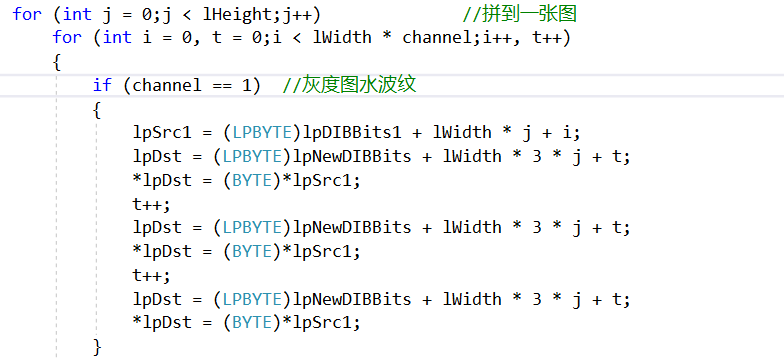 for (int j = 0;j < lHeight;j++)                //拼到一张图
    for (int i = 0, t = 0;i < lWidth * channel;i++, t++)
    {
        if (channel == 1)  //灰度图水波纹
        {
            lpSrc1 = (LPBYTE)lpDIBBits1 + lWidth * j + i;
            lpDst = (LPBYTE)lpNewDIBBits + lWidth * 3 * j + t;
            *lpDst = (BYTE)*lpSrc1;
            t++;
            lpDst = (LPBYTE)lpNewDIBBits + lWidth * 3 * j + t;
            *lpDst = (BYTE)*lpSrc1;
            t++;
            lpDst = (LPBYTE)lpNewDIBBits + lWidth * 3 * j + t;
            *lpDst = (BYTE)*lpSrc1;
        }